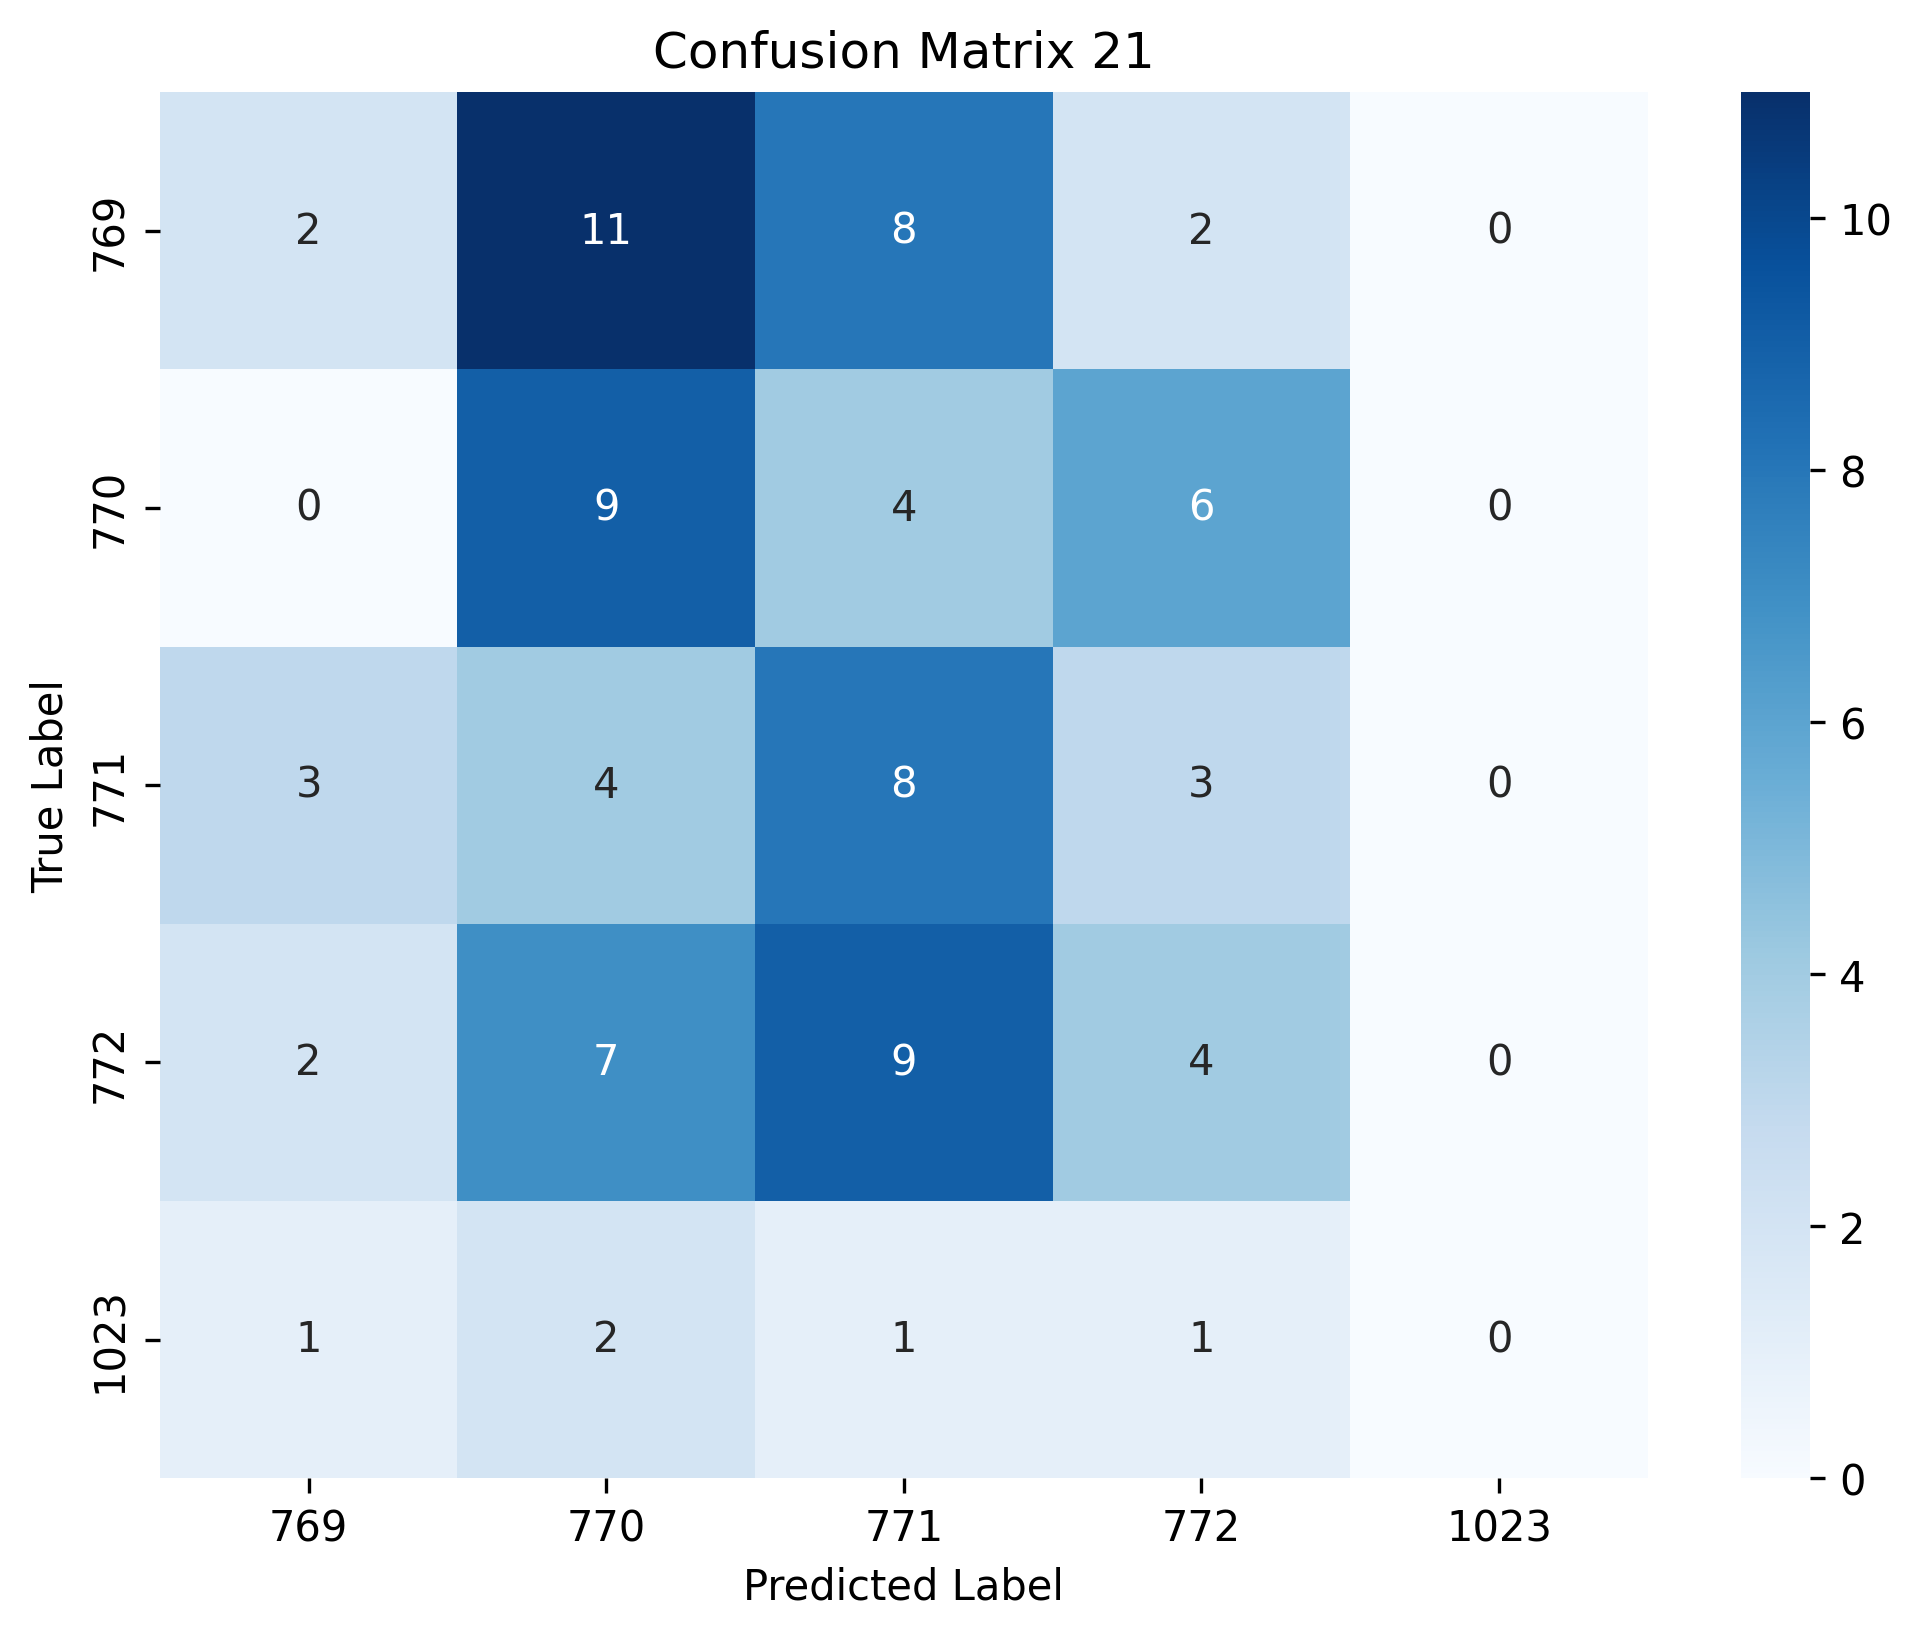 Confusion Matrix 21
True Label
769 2 11 8 2 0
770 0 9 4 6 0
771 3 4 8 3 0
772 2 7 9 4 0
1023 1 2 1 1 0
769 770 771 772 1023
Predicted Label
10
8
6
4
2
0